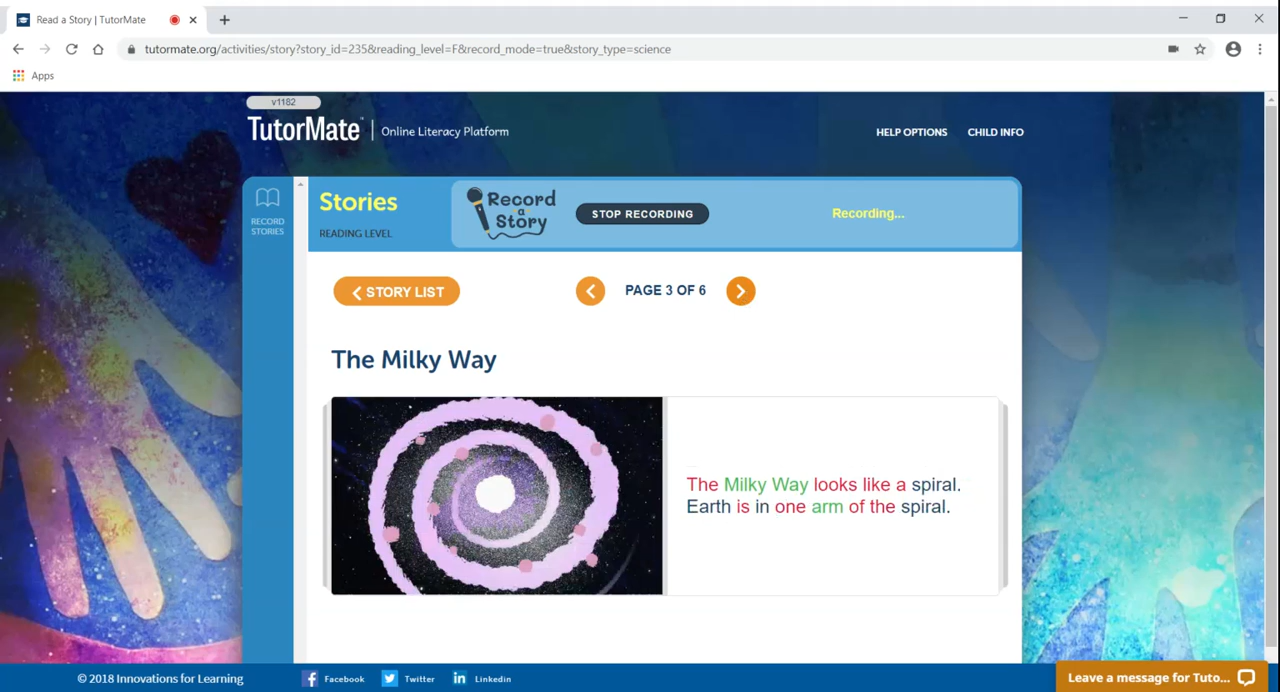 Read a Story | TutorMate
tutormate.org/activities/story?story_id=235&reading_level=F&record_mode=true&story_type=science
Apps
v1182
TutorMate | Online Literacy Platform
HELP OPTIONS CHILD INFO
RECORD
STORIES
Stories
READING LEVEL
Record
a
Story
STOP RECORDING
Recording...
STORY LIST
PAGE 3 OF 6
The Milky Way
The Milky Way looks like a spiral.
Earth is in one arm of the spiral.
© 2018 Innovations for Learning
Facebook Twitter Linkedin
Leave a message for Tuto...